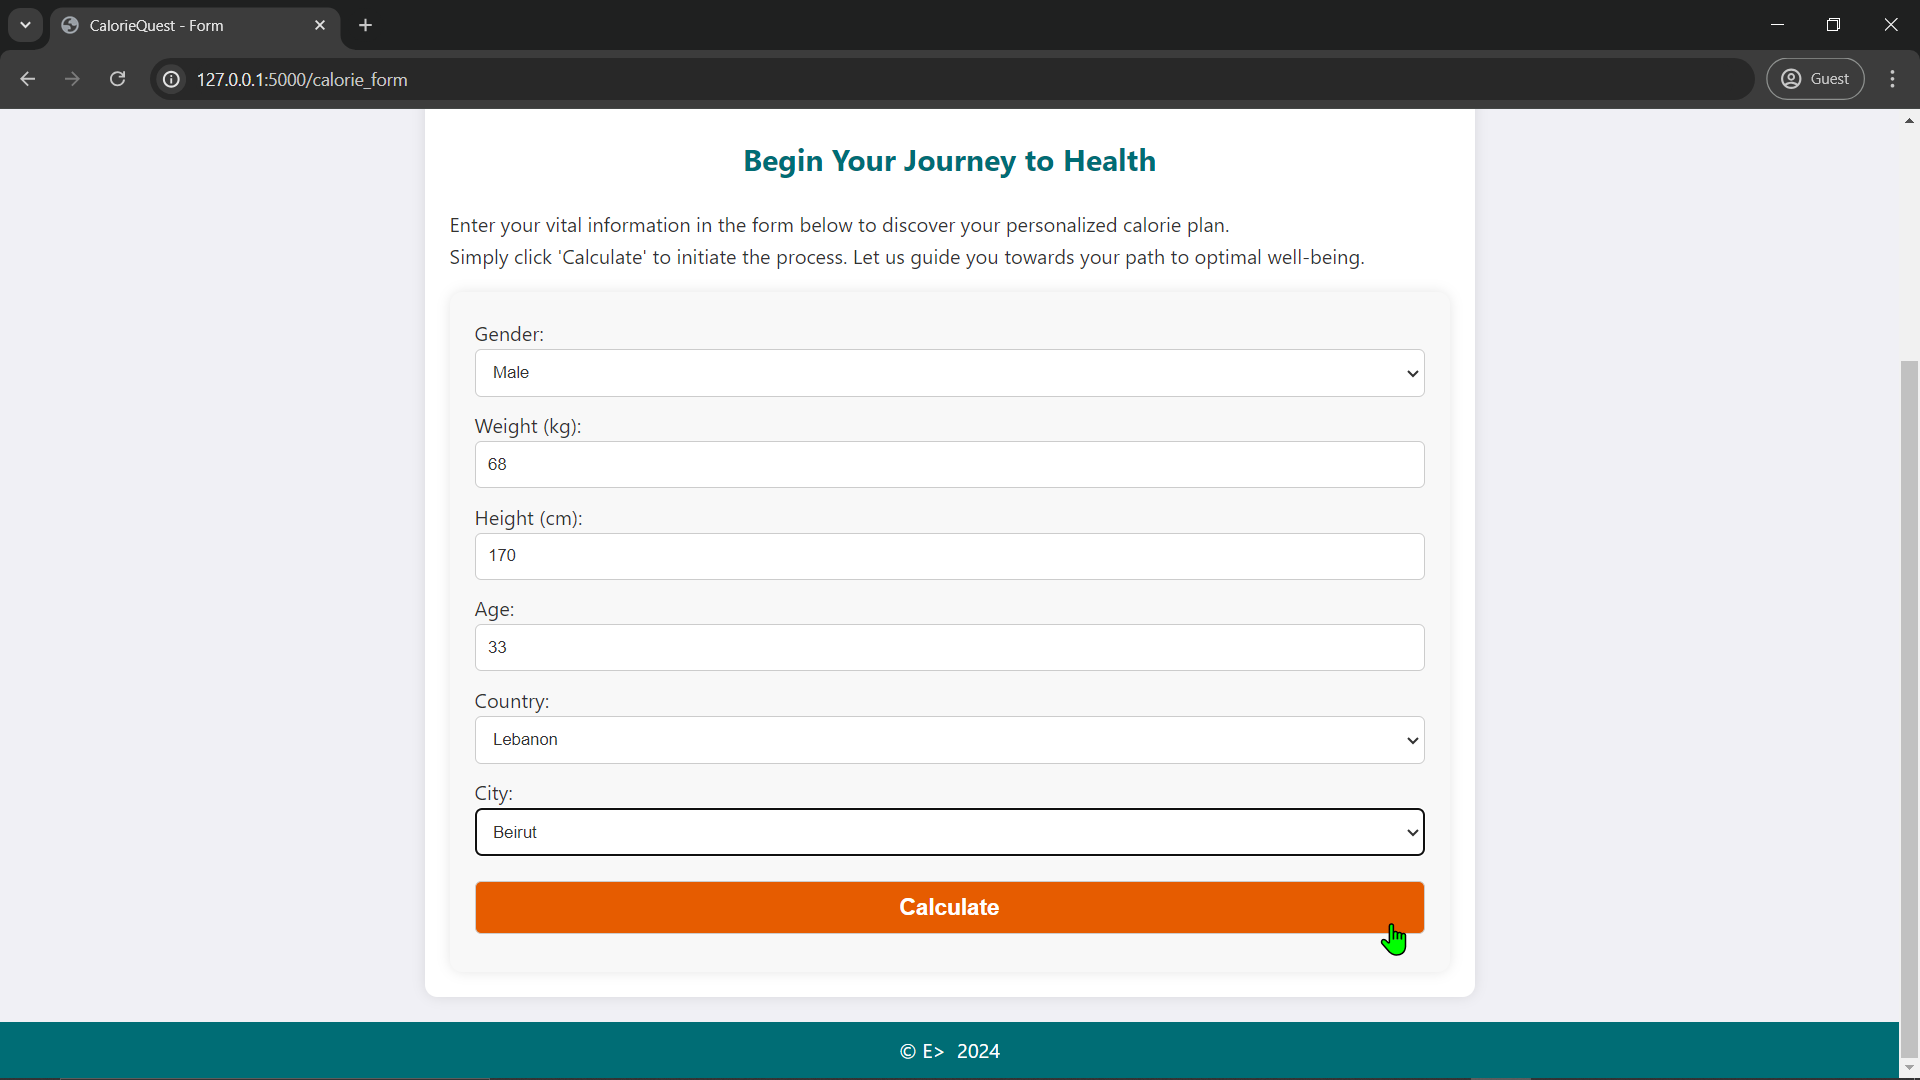 CalorieQuest - Form
127.0.0.1:5000/calorie_form
Guest
Begin Your Journey to Health
Enter your vital information in the form below to discover your personalized calorie plan.
Simply click 'Calculate' to initiate the process. Let us guide you towards your path to optimal well-being.
Gender:
Male
Weight (kg):
68
Height (cm):
170
Age:
33
Country:
Lebanon
City:
Beirut
Calculate
© E> 2024